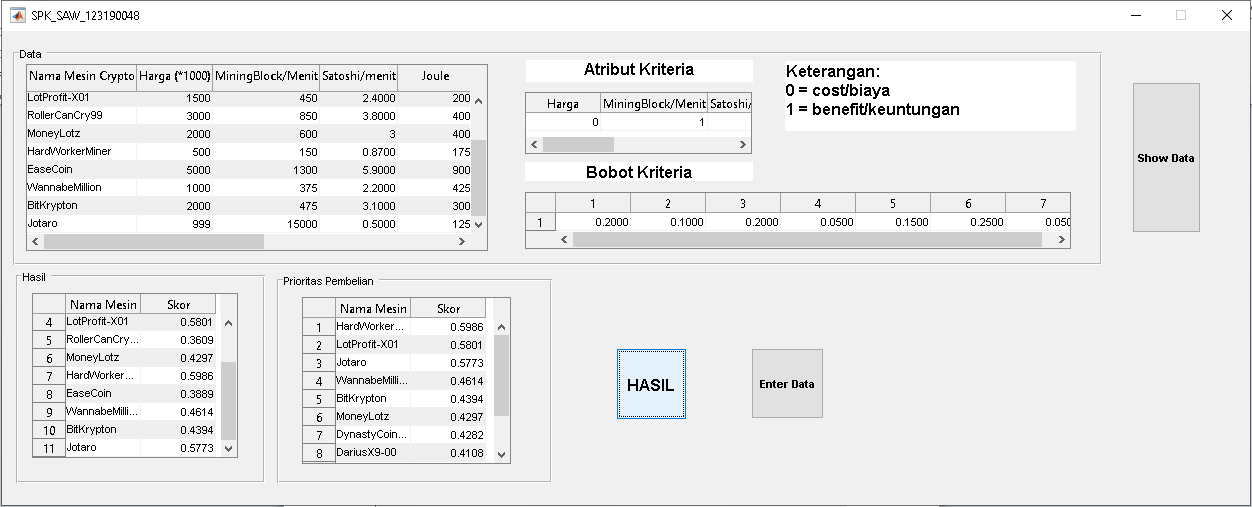 SPK_SAW_123190048
Data
Nama Mesin Crypto Harga (*1000) MiningBlock/Menit Satoshi/menit Joule
LotProfit-X01 1500 450 2.4000 200
RollerCanCry99 3000 850 3.8000 400
MoneyLotz 2000 600 3 400
HardWorkerMiner 500 150 0.8700 175
EaseCoin 5000 1300 5.9000 900
WannabeMillion 1000 375 2.2000 425
BitKrypton 2000 475 3.1000 300
Jotaro 999 15000 0.5000 125
Atribut Kriteria
Harga MiningBlock/Menit Satoshi/
0 1
Keterangan:
0 = cost/biaya
1 = benefit/keuntungan
Bobot Kriteria
1 2 3 4 5 6 7
1 0.2000 0.1000 0.2000 0.0500 0.1500 0.2500 0.050
Show Data
Hasil
Nama Mesin Skor
4 LotProfit-X01 0.5801
5 RollerCanCry... 0.3609
6 MoneyLotz 0.4297
7 HardWorker... 0.5986
8 EaseCoin 0.3889
9 WannabeMilli... 0.4614
10 BitKrypton 0.4394
11 Jotaro 0.5773
Prioritas Pembelian
Nama Mesin Skor
1 HardWorker... 0.5986
2 LotProfit-X01 0.5801
3 Jotaro 0.5773
4 WannabeMilli... 0.4614
5 BitKrypton 0.4394
6 MoneyLotz 0.4297
7 DynastyCoin... 0.4282
8 DariusX9-00 0.4108
HASIL
Enter Data